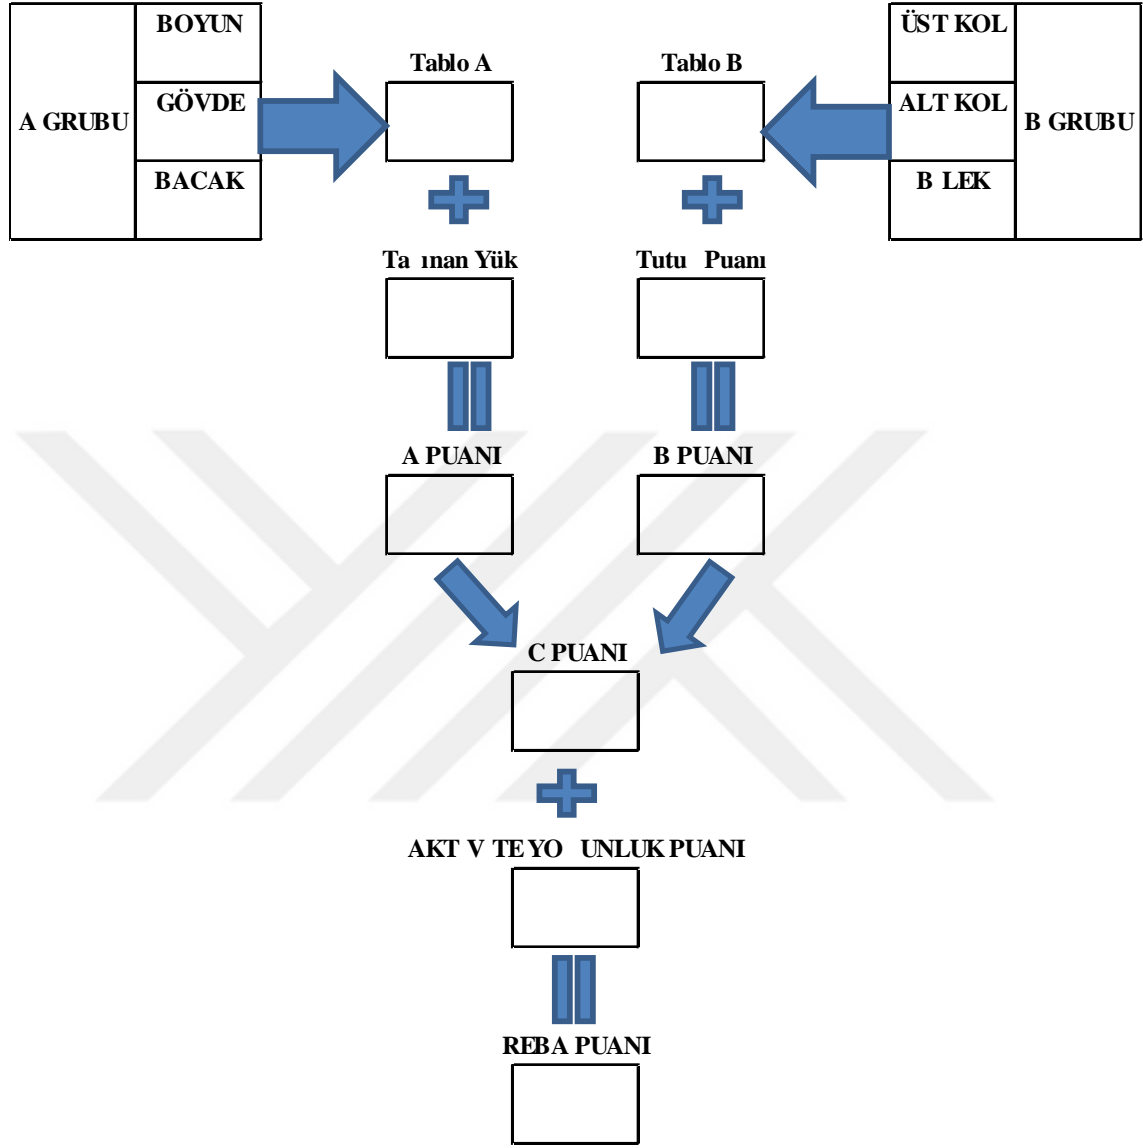 BOYUN
ÜST KOL
Tablo A
Tablo B
GÖVDE
ALT KOL
A GRUBU
B GRUBU
BACAK
B LEK
Ta ınan Yük
Tutu Puanı
A PUANI
B PUANI
C PUANI
AKT V TE YO UNLUK PUANI
REBA PUANI